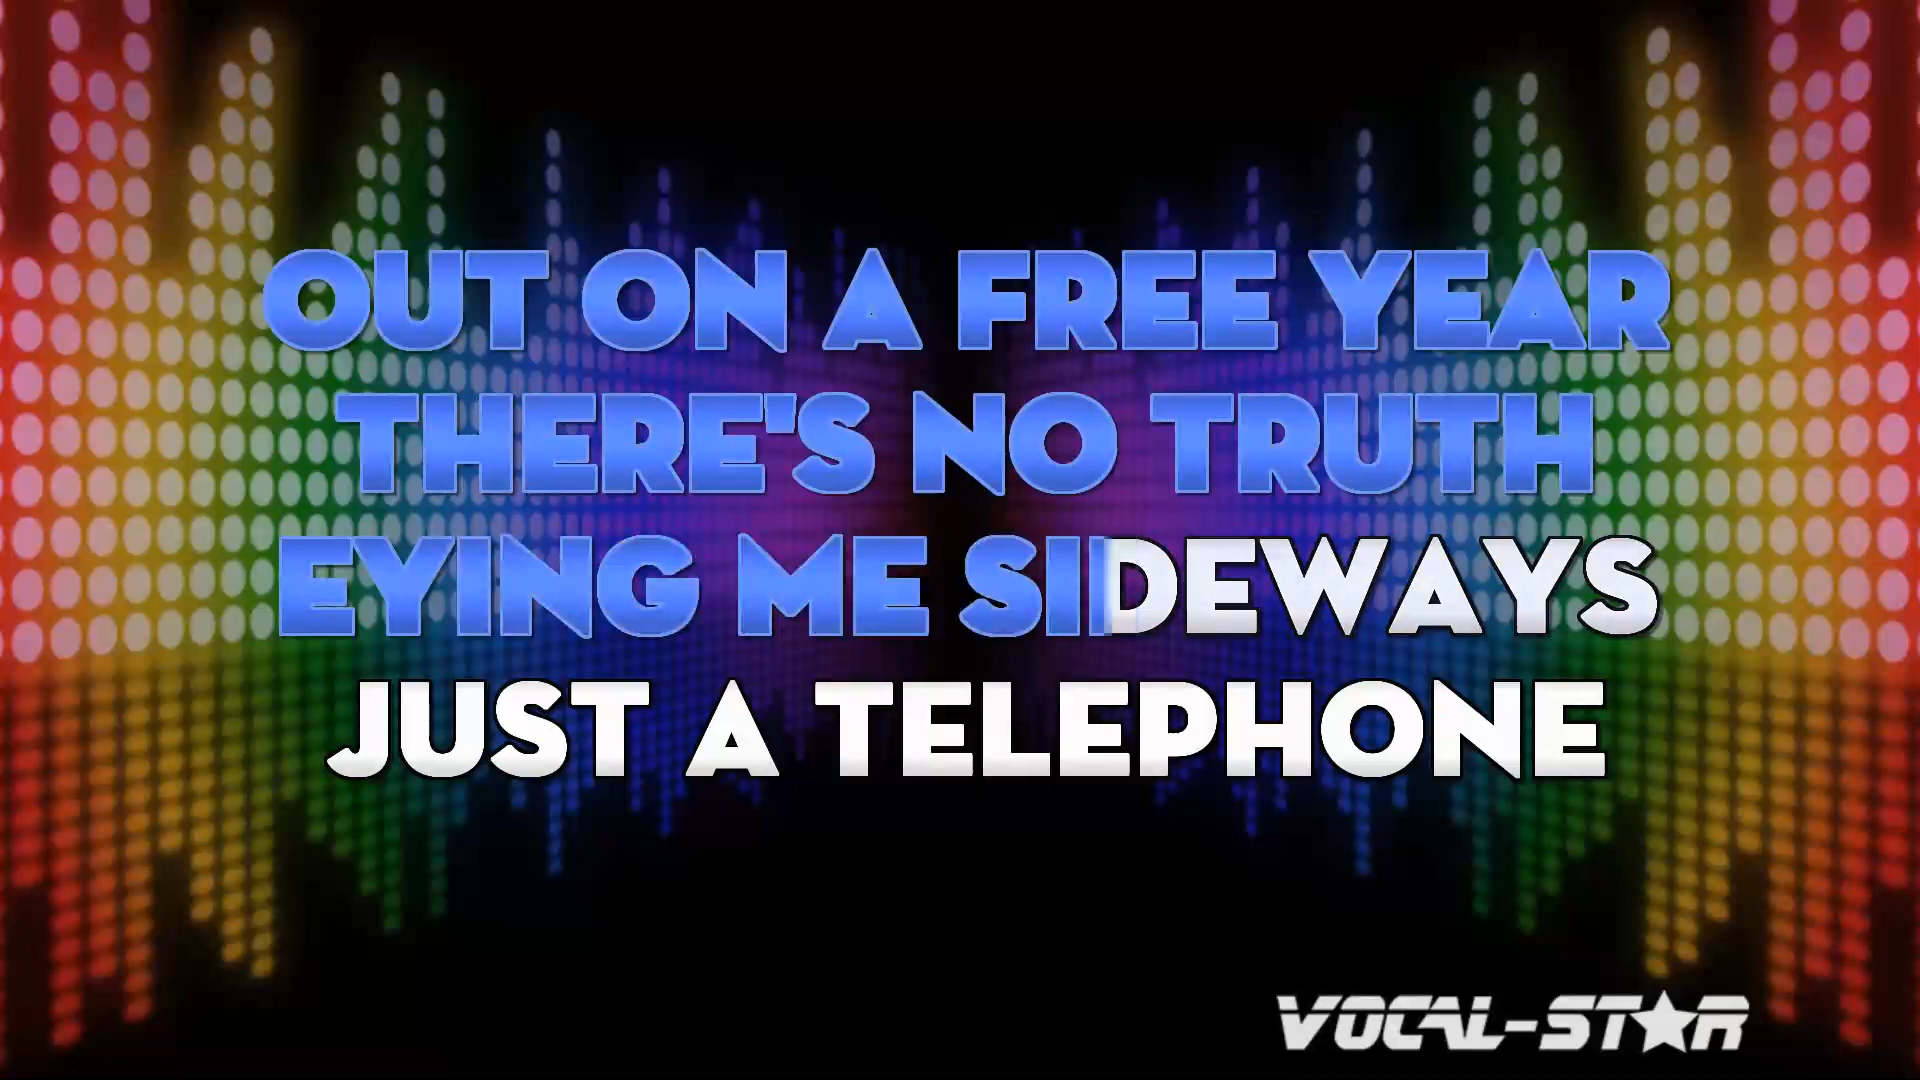 OUT ON A FREE YEAR
THERE'S NO TRUTH
EYING ME SIDEWAYS
JUST A TELEPHONE
VOCAL-STAR